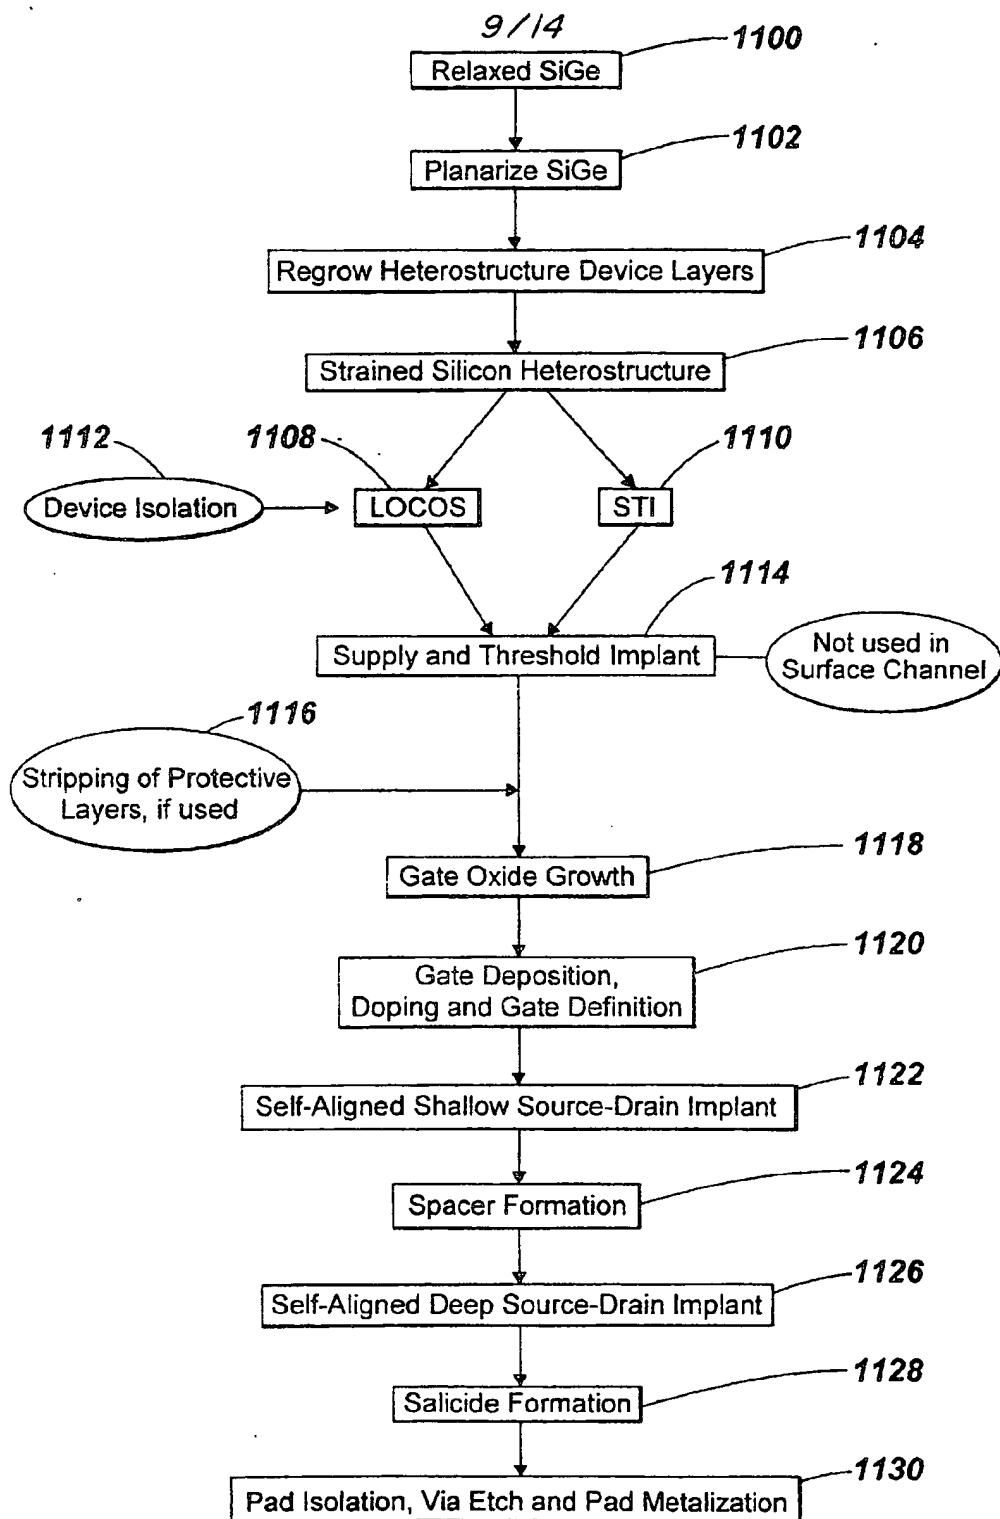 9/14
1100
Relaxed SiGe
1102
Planarize SiGe
1104
Regrow Heterostructure Device Layers
1106
Strained Silicon Heterostructure
1112
1108
1110
Device Isolation
LOCOS
STI
1114
Supply and Threshold Implant
Not used in
Surface Channel
1116
Stripping of Protective
Layers, if used
1118
Gate Oxide Growth
1120
Gate Deposition,
Doping and Gate Definition
1122
Self-Aligned Shallow Source-Drain Implant
1124
Spacer Formation
1126
Self-Aligned Deep Source-Drain Implant
1128
Salicide Formation
1130
Pad Isolation, Via Etch and Pad Metalization